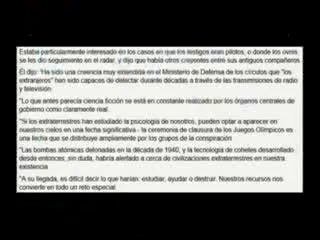 Estaba particularmente interesado en los casos en que los testigos eran pilotos, o donde los ovnis
se les dio seguimiento en el radar, y dijo que había otros creyentes entre sus antiguos compañeros
Él dijo: 'Ha sido una creencia muy extendida en el Ministerio de Defensa de los círculos que "los
extranjeros" han sido capaces de detectar durante décadas a través de las transmisiones de radio
y televisión
"Lo que antes parecía ciencia ficción se está en constante realizado por los órganos centrales de
gobierno como claramente real.
"'Si los extraterrestres han estudiado la psicología de nosotros, pueden optar a aparecer en
nuestros cielos en una fecha significativa - la ceremonia de clausura de los Juegos Olímpicos es
una fecha que se distribuye ampliamente por los grupos de la conspiración
"Las bombas atómicas detonadas en la década de 1940, y la tecnología de cohetes desarrollada
desde entonces, sin duda, habría alertado a cerca de civilizaciones extraterrestres en nuestra
existencia
"A su llegada, es difícil decir lo que harían: estudiar, ayudar o destruir. Nuestros recursos nos
convierte en todo un reto especial.